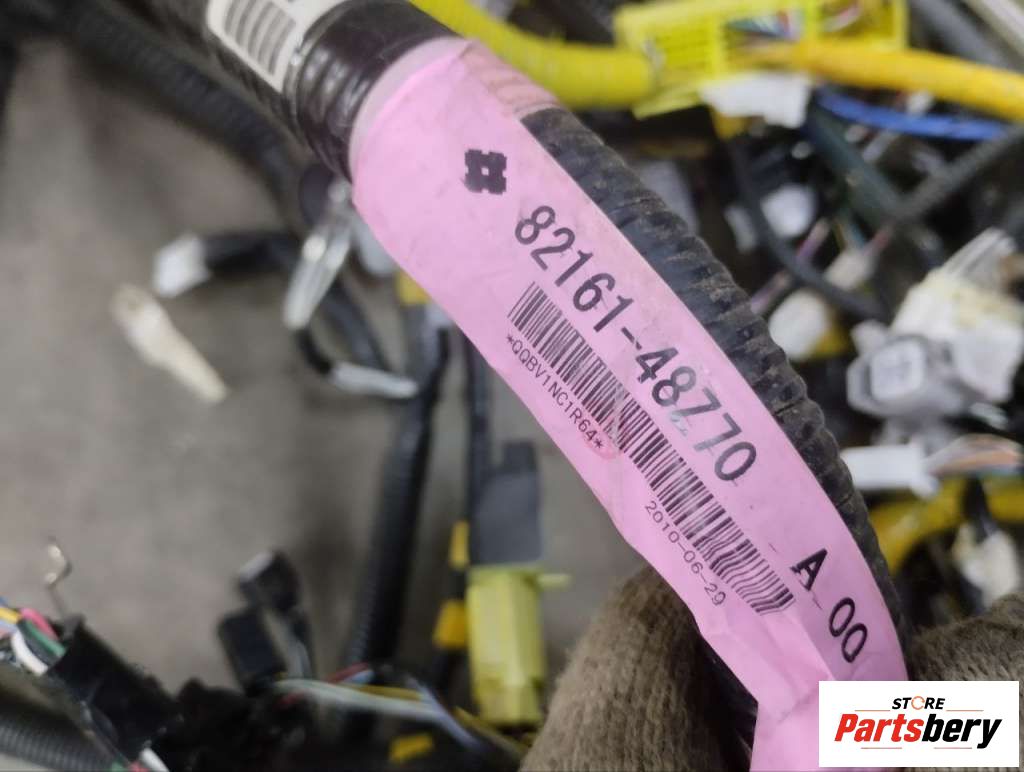 82161-48770
*QQBV1NC1R64*
2010-06-29
A 00
STORE
Partsbery